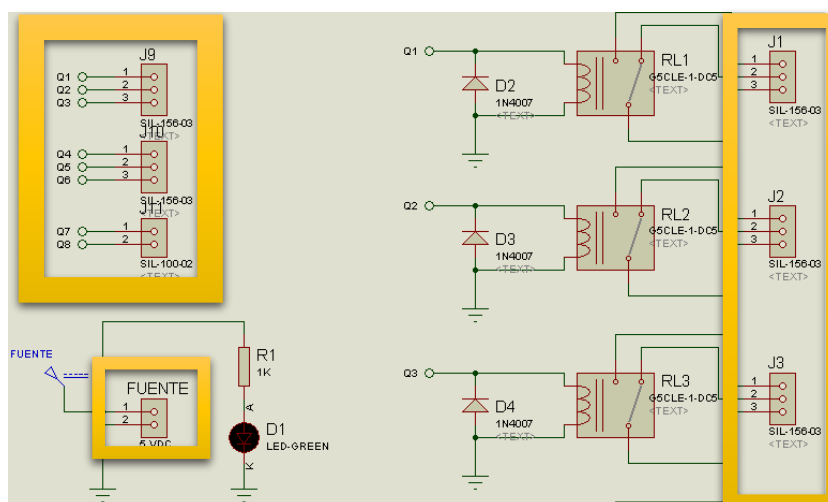 J9
Q1 1
Q2 2
Q3 3
SIL-156-03
<TEXT>
J10
Q4 1
Q5 2
Q6 3
SIL-156-03
<TEXT>
J11
Q7 1
Q8 2
SIL-100-02
<TEXT>
FUENTE
FUENTE
1
2
5 VDC
R1
1K
A
D1
LED-GREEN
K
Q1
D2
1N4007
<TEXT>
RL1
G5CLE-1-DC5
<TEXT>
J1
1
2
3
SIL-156-03
<TEXT>
Q2
D3
1N4007
<TEXT>
RL2
G5CLE-1-DC5
<TEXT>
J2
1
2
3
SIL-156-03
<TEXT>
Q3
D4
1N4007
<TEXT>
RL3
G5CLE-1-DC5
<TEXT>
J3
1
2
3
SIL-156-03
<TEXT>